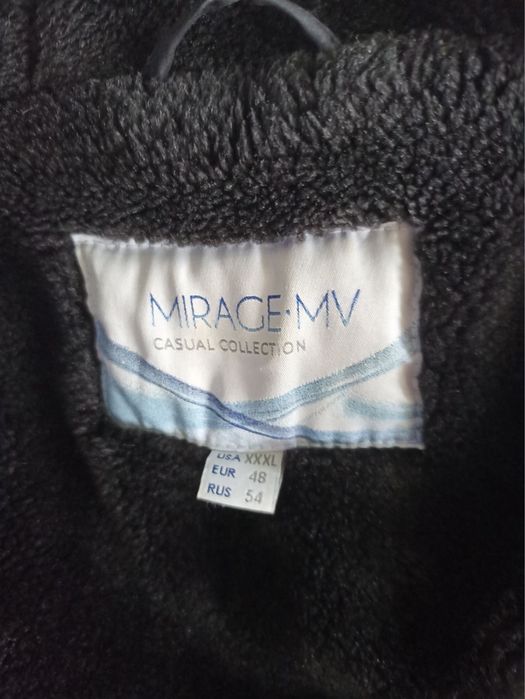 MIRAGE·MV
CASUAL COLLECTION
USA XXXL
EUR 48
RUS 54